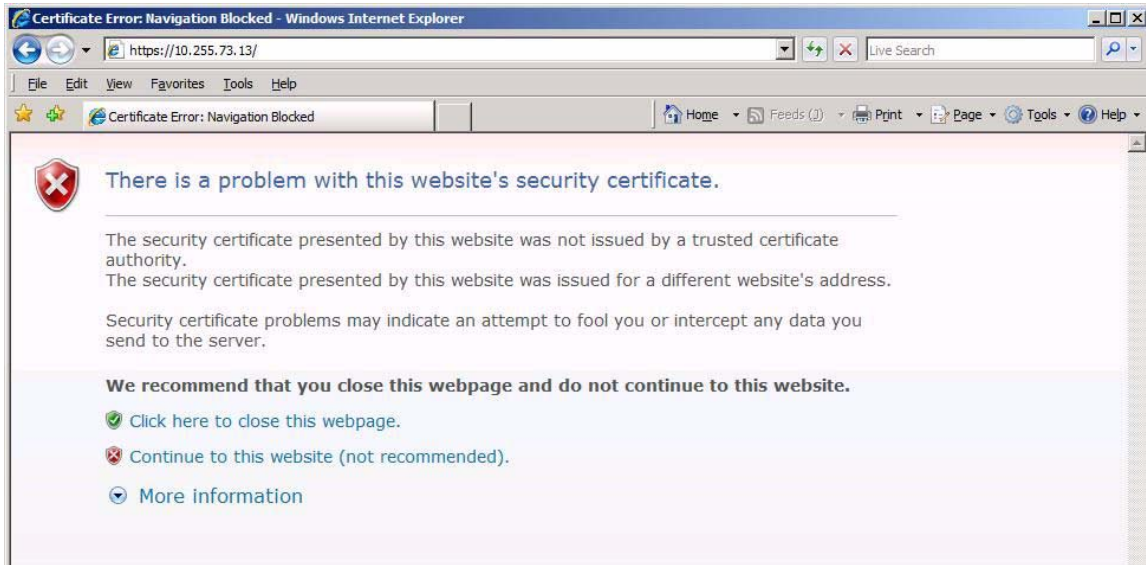 Certificate Error: Navigation Blocked - Windows Internet Explorer
https://10.255.73.13/
Live Search
File Edit View Favorites Tools Help
Certificate Error: Navigation Blocked
Home Feeds (J) Print Page Tools Help
There is a problem with this website's security certificate.
The security certificate presented by this website was not issued by a trusted certificate
authority.
The security certificate presented by this website was issued for a different website's address.
Security certificate problems may indicate an attempt to fool you or intercept any data you
send to the server.
We recommend that you close this webpage and do not continue to this website.
Click here to close this webpage.
Continue to this website (not recommended).
More information